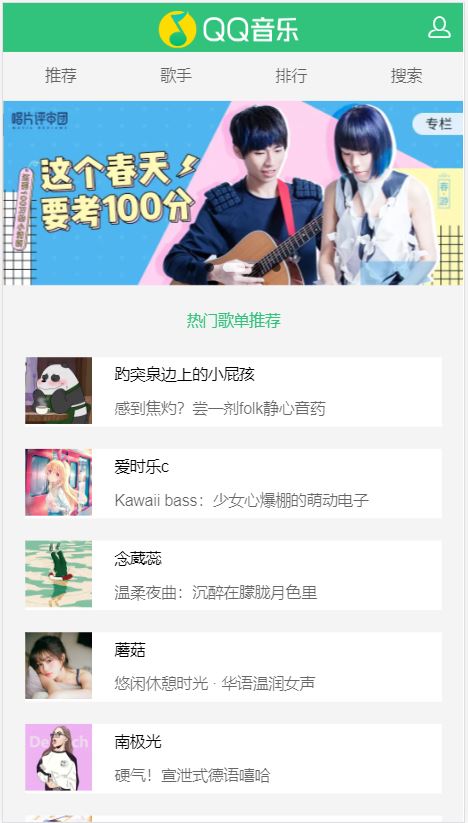 QQ音乐
推荐
歌手
排行
搜索
唱片评审团
专栏
这个春天
要考100分
春·游
热门歌单推荐
趵突泉边上的小屁孩
感到焦灼？尝一剂folk静心音药
爱时乐c
Kawaii bass：少女心爆棚的萌动电子
念葳蕊
温柔夜曲：沉醉在朦胧月色里
蘑菇
悠闲休憩时光 · 华语温润女声
南极光
硬气！宣泄式德语嘻哈